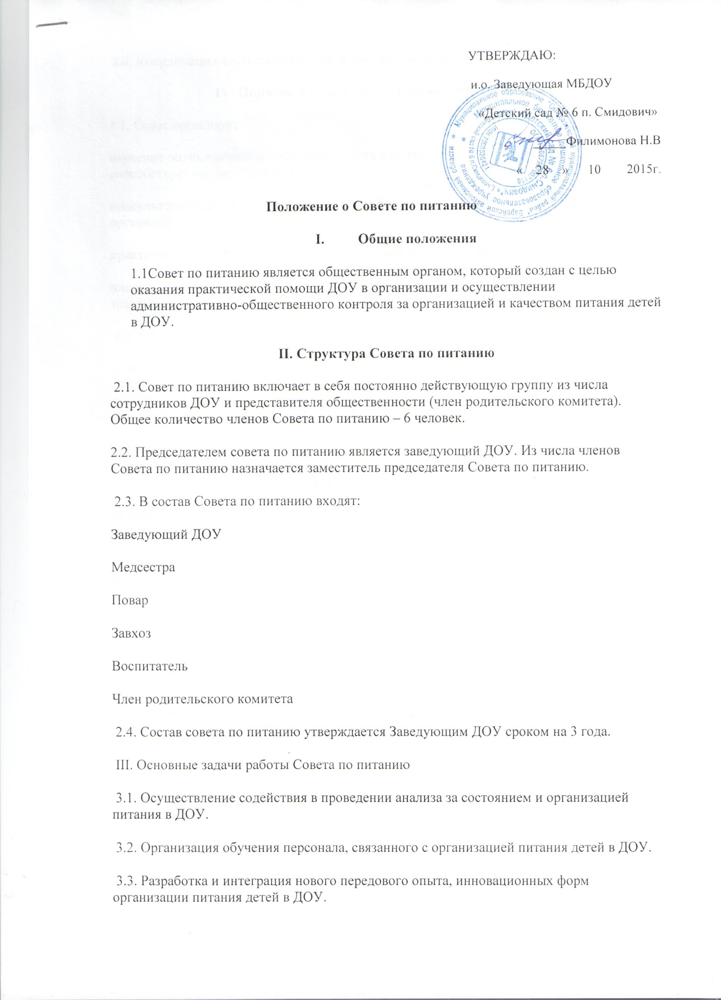 УТВЕРЖДАЮ:
и.о. Заведующая МБДОУ
«Детский сад № 6 п. Смидович»
Филимонова Н.В
« 28 » 10 2015г.
Положение о Совете по питанию
I. Общие положения
1.1Совет по питанию является общественным органом, который создан с целью
оказания практической помощи ДОУ в организации и осуществлении
административно-общественного контроля за организацией и качеством питания детей
в ДОУ.
II. Структура Совета по питанию
2.1. Совет по питанию включает в себя постоянно действующую группу из числа
сотрудников ДОУ и представителя общественности (член родительского комитета).
Общее количество членов Совета по питанию – 6 человек.
2.2. Председателем совета по питанию является заведующий ДОУ. Из числа членов
Совета по питанию назначается заместитель председателя Совета по питанию.
2.3. В состав Совета по питанию входят:
Заведующий ДОУ
Медсестра
Повар
Завхоз
Воспитатель
Член родительского комитета
2.4. Состав совета по питанию утверждается Заведующим ДОУ сроком на 3 года.
III. Основные задачи работы Совета по питанию
3.1. Осуществление содействия в проведении анализа за состоянием и организацией
питания в ДОУ.
3.2. Организация обучения персонала, связанного с организацией питания детей в ДОУ.
3.3. Разработка и интеграция нового передового опыта, инновационных форм
организации питания детей в ДОУ.